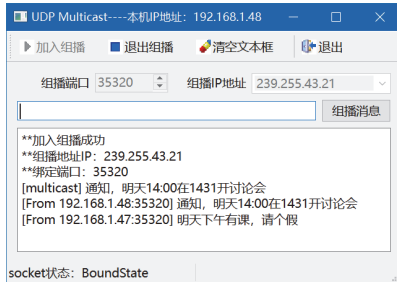 UDP Multicast----本机IP地址：192.168.1.48
加入组播 退出组播 清空文本框 退出
组播端口 35320 组播IP地址 239.255.43.21
组播消息
**加入组播成功
**组播地址IP：239.255.43.21
**绑定端口：35320
[multicast] 通知，明天14:00在1431开讨论会
[From 192.168.1.48:35320] 通知，明天14:00在1431开讨论会
[From 192.168.1.47:35320] 明天下午有课，请个假
socket状态：BoundState